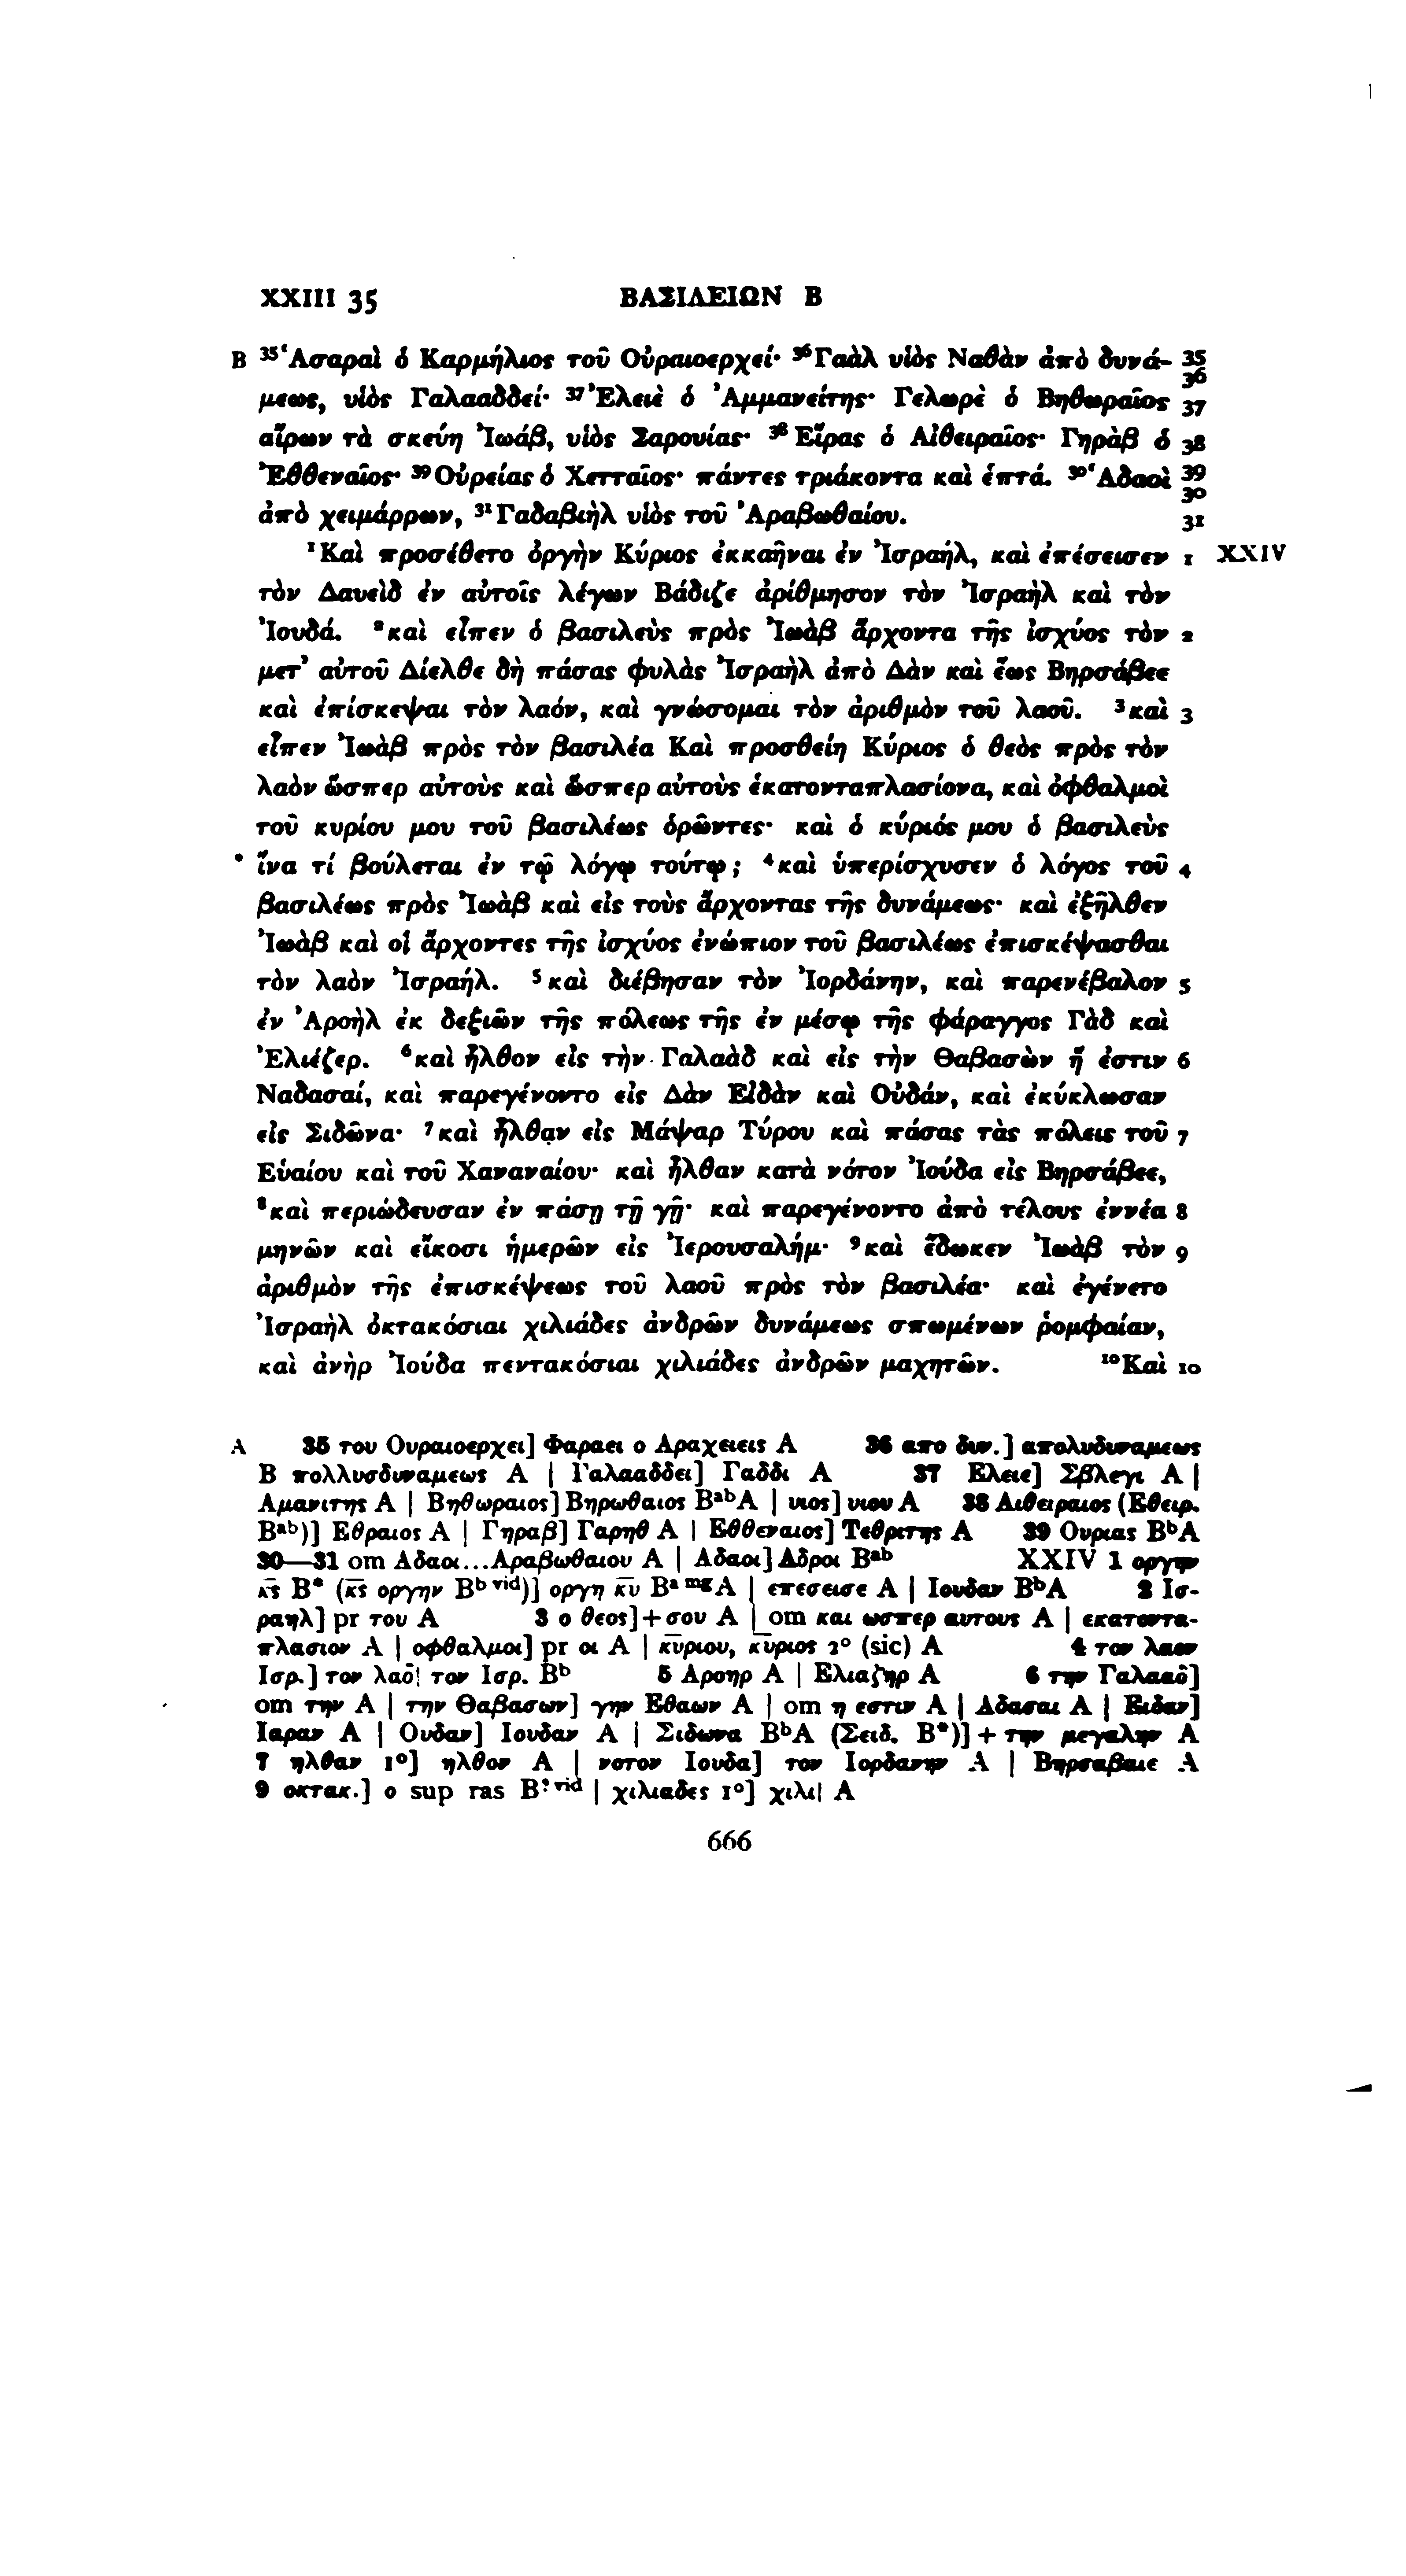 XXIII 35 ΒΑΣΙΛΕΙΩΝ Β
B ³⁵Ἁσαραὶ ὁ Καρμήλιος τοῦ Οὐραιοερχεί· ³⁶Γαὰλ υἱὸς Ναθὰν ἀπὸ δυνά- 35
36
μεως, υἱὸς Γαλααδδεί· ³⁷Ἐλειὲ ὁ Ἀμμανείτης· Γελωρὲ ὁ Βηθωραῖος 37
αἴρων τὰ σκεύη Ἰωάβ, υἱὸς Σαρουίας· ³⁸Εἴρας ὁ Αἰθειραῖος· Γηρὰβ ὁ 38
Ἐθθεναῖος· ³⁹Οὐρείας ὁ Χετταῖος· πάντες τριάκοντα καὶ ἑπτά. ³⁰Ἁδαοὶ 39
30
ἀπὸ χειμάρρων, ³¹Γαδαβιὴλ υἱὸς τοῦ Ἀραβωθαίου. 31
¹Καὶ προσέθετο ὀργὴν Κύριος ἐκκαῆναι ἐν Ἰσραήλ, καὶ ἐπέσεισεν 1 XXIV
τὸν Δαυεὶδ ἐν αὐτοῖς λέγων Βάδιζε ἀρίθμησον τὸν Ἰσραὴλ καὶ τὸν
Ἰουδά. ²καὶ εἶπεν ὁ βασιλεὺς πρὸς Ἰωὰβ ἄρχοντα τῆς ἰσχύος τὸν 2
μετ’ αὐτοῦ Δίελθε δὴ πάσας φυλὰς Ἰσραὴλ ἀπὸ Δὰν καὶ ἕως Βηρσάβεε
καὶ ἐπίσκεψαι τὸν λαόν, καὶ γνώσομαι τὸν ἀριθμὸν τοῦ λαοῦ. ³καὶ 3
εἶπεν Ἰωὰβ πρὸς τὸν βασιλέα Καὶ προσθείη Κύριος ὁ θεὸς πρὸς τὸν
λαὸν ὥσπερ αὐτοὺς καὶ ὥσπερ αὐτοὺς ἑκατονταπλασίονα, καὶ ὀφθαλμοὶ
τοῦ κυρίου μου τοῦ βασιλέως ὁρῶντες· καὶ ὁ κύριός μου ὁ βασιλεὺς
ἵνα τί βούλεται ἐν τῷ λόγῳ τούτῳ; ⁴καὶ ὑπερίσχυσεν ὁ λόγος τοῦ 4
βασιλέως πρὸς Ἰωὰβ καὶ εἰς τοὺς ἄρχοντας τῆς δυνάμεως· καὶ ἐξῆλθεν
Ἰωὰβ καὶ οἱ ἄρχοντες τῆς ἰσχύος ἐνώπιον τοῦ βασιλέως ἐπισκέψασθαι
τὸν λαὸν Ἰσραήλ. ⁵καὶ διέβησαν τὸν Ἰορδάνην, καὶ παρενέβαλον 5
ἐν Ἀροὴλ ἐκ δεξιῶν τῆς πόλεως τῆς ἐν μέσῳ τῆς φάραγγος Γὰδ καὶ
Ἐλιέζερ. ⁶καὶ ἦλθον εἰς τὴν Γαλαὰδ καὶ εἰς τὴν Θαβασὼν ἥ ἐστιν 6
Ναδασαί, καὶ παρεγένοντο εἰς Δὰν Εἰδὰν καὶ Οὐδάν, καὶ ἐκύκλωσαν
εἰς Σιδῶνα· ⁷καὶ ἦλθαν εἰς Μάψαρ Τύρου καὶ πάσας τὰς πόλεις τοῦ 7
Εὑαίου καὶ τοῦ Χαναναίου· καὶ ἦλθαν κατὰ νότον Ἰούδα εἰς Βηρσάβεε,
⁸καὶ περιώδευσαν ἐν πάσῃ τῇ γῇ· καὶ παρεγένοντο ἀπὸ τέλους ἐννέα 8
μηνῶν καὶ εἴκοσι ἡμερῶν εἰς Ἰερουσαλήμ· ⁹καὶ ἔδωκεν Ἰωὰβ τὸν 9
ἀριθμὸν τῆς ἐπισκέψεως τοῦ λαοῦ πρὸς τὸν βασιλέα· καὶ ἐγένετο
Ἰσραὴλ ὀκτακόσιαι χιλιάδες ἀνδρῶν δυνάμεως σπωμένων ῥομφαίαν,
καὶ ἀνὴρ Ἰούδα πεντακόσιαι χιλιάδες ἀνδρῶν μαχητῶν. ¹⁰Καὶ 10
A 35 του Ουραιοερχει] Φαραει ο Αραχειεις A 36 απο δυν.] απολυδυναμεως
B πολλυσδυναμεως A | Γαλααδδει] Γαδδι A 37 Ελειε] Σβλεγι A |
Αμανιτης A | Βηθωραιος] Βηρωθαιος Bᵃᵇ A | υιος] υιου A 38 Αιθειραιος (Εθειρ.
Bᵃᵇ)] Εθραιος A | Γηραβ] Γαρηθ A | Εθθεναιος] Τεθριτης A 39 Ουριας Bᵇ A
30—31 om Αδαοι...Αραβωθαιου A | Αδαοι] Αδροι Bᵃᵇ XXIV 1 οργην
κ̅ς̅ B* (κ̅ς̅ οργην Bᵇ ᵛⁱᵈ)] οργη κ̅υ̅ Bᵃ ᵐᵍ A | επεσεισε A | Ιουδαν Bᵇ A 2 Ισ-
ραηλ] pr του A 3 ο θεος]+σου A | om και ωσπερ αυτους A | εκατοντα-
πλασιον A | οφθαλμοι] pr οι A | κυριου, κυριος 2° (sic) A 4 τον λαον
Ισρ.] τον λαο̅| τον Ισρ. Bᵇ 5 Αροηρ A | Ελιαζηρ A 6 την Γαλααδ]
om την A | την Θαβασων] γην Εθαων A | om η εστιν A | Αδασαι A | Ειδαν]
Ιαραν A | Ουδαν] Ιουδαν A | Σιδωνα Bᵇ A (Σειδ. B*)]+την μεγαλην A
7 ηλθαν 1°] ηλθον A | νοτον Ιουδα] τον Ιορδανην A | Βηρσαβαιε A
9 οκτακ.] ο sup ras B? ᵛⁱᵈ | χιλιαδες 1°] χιλι| A
666